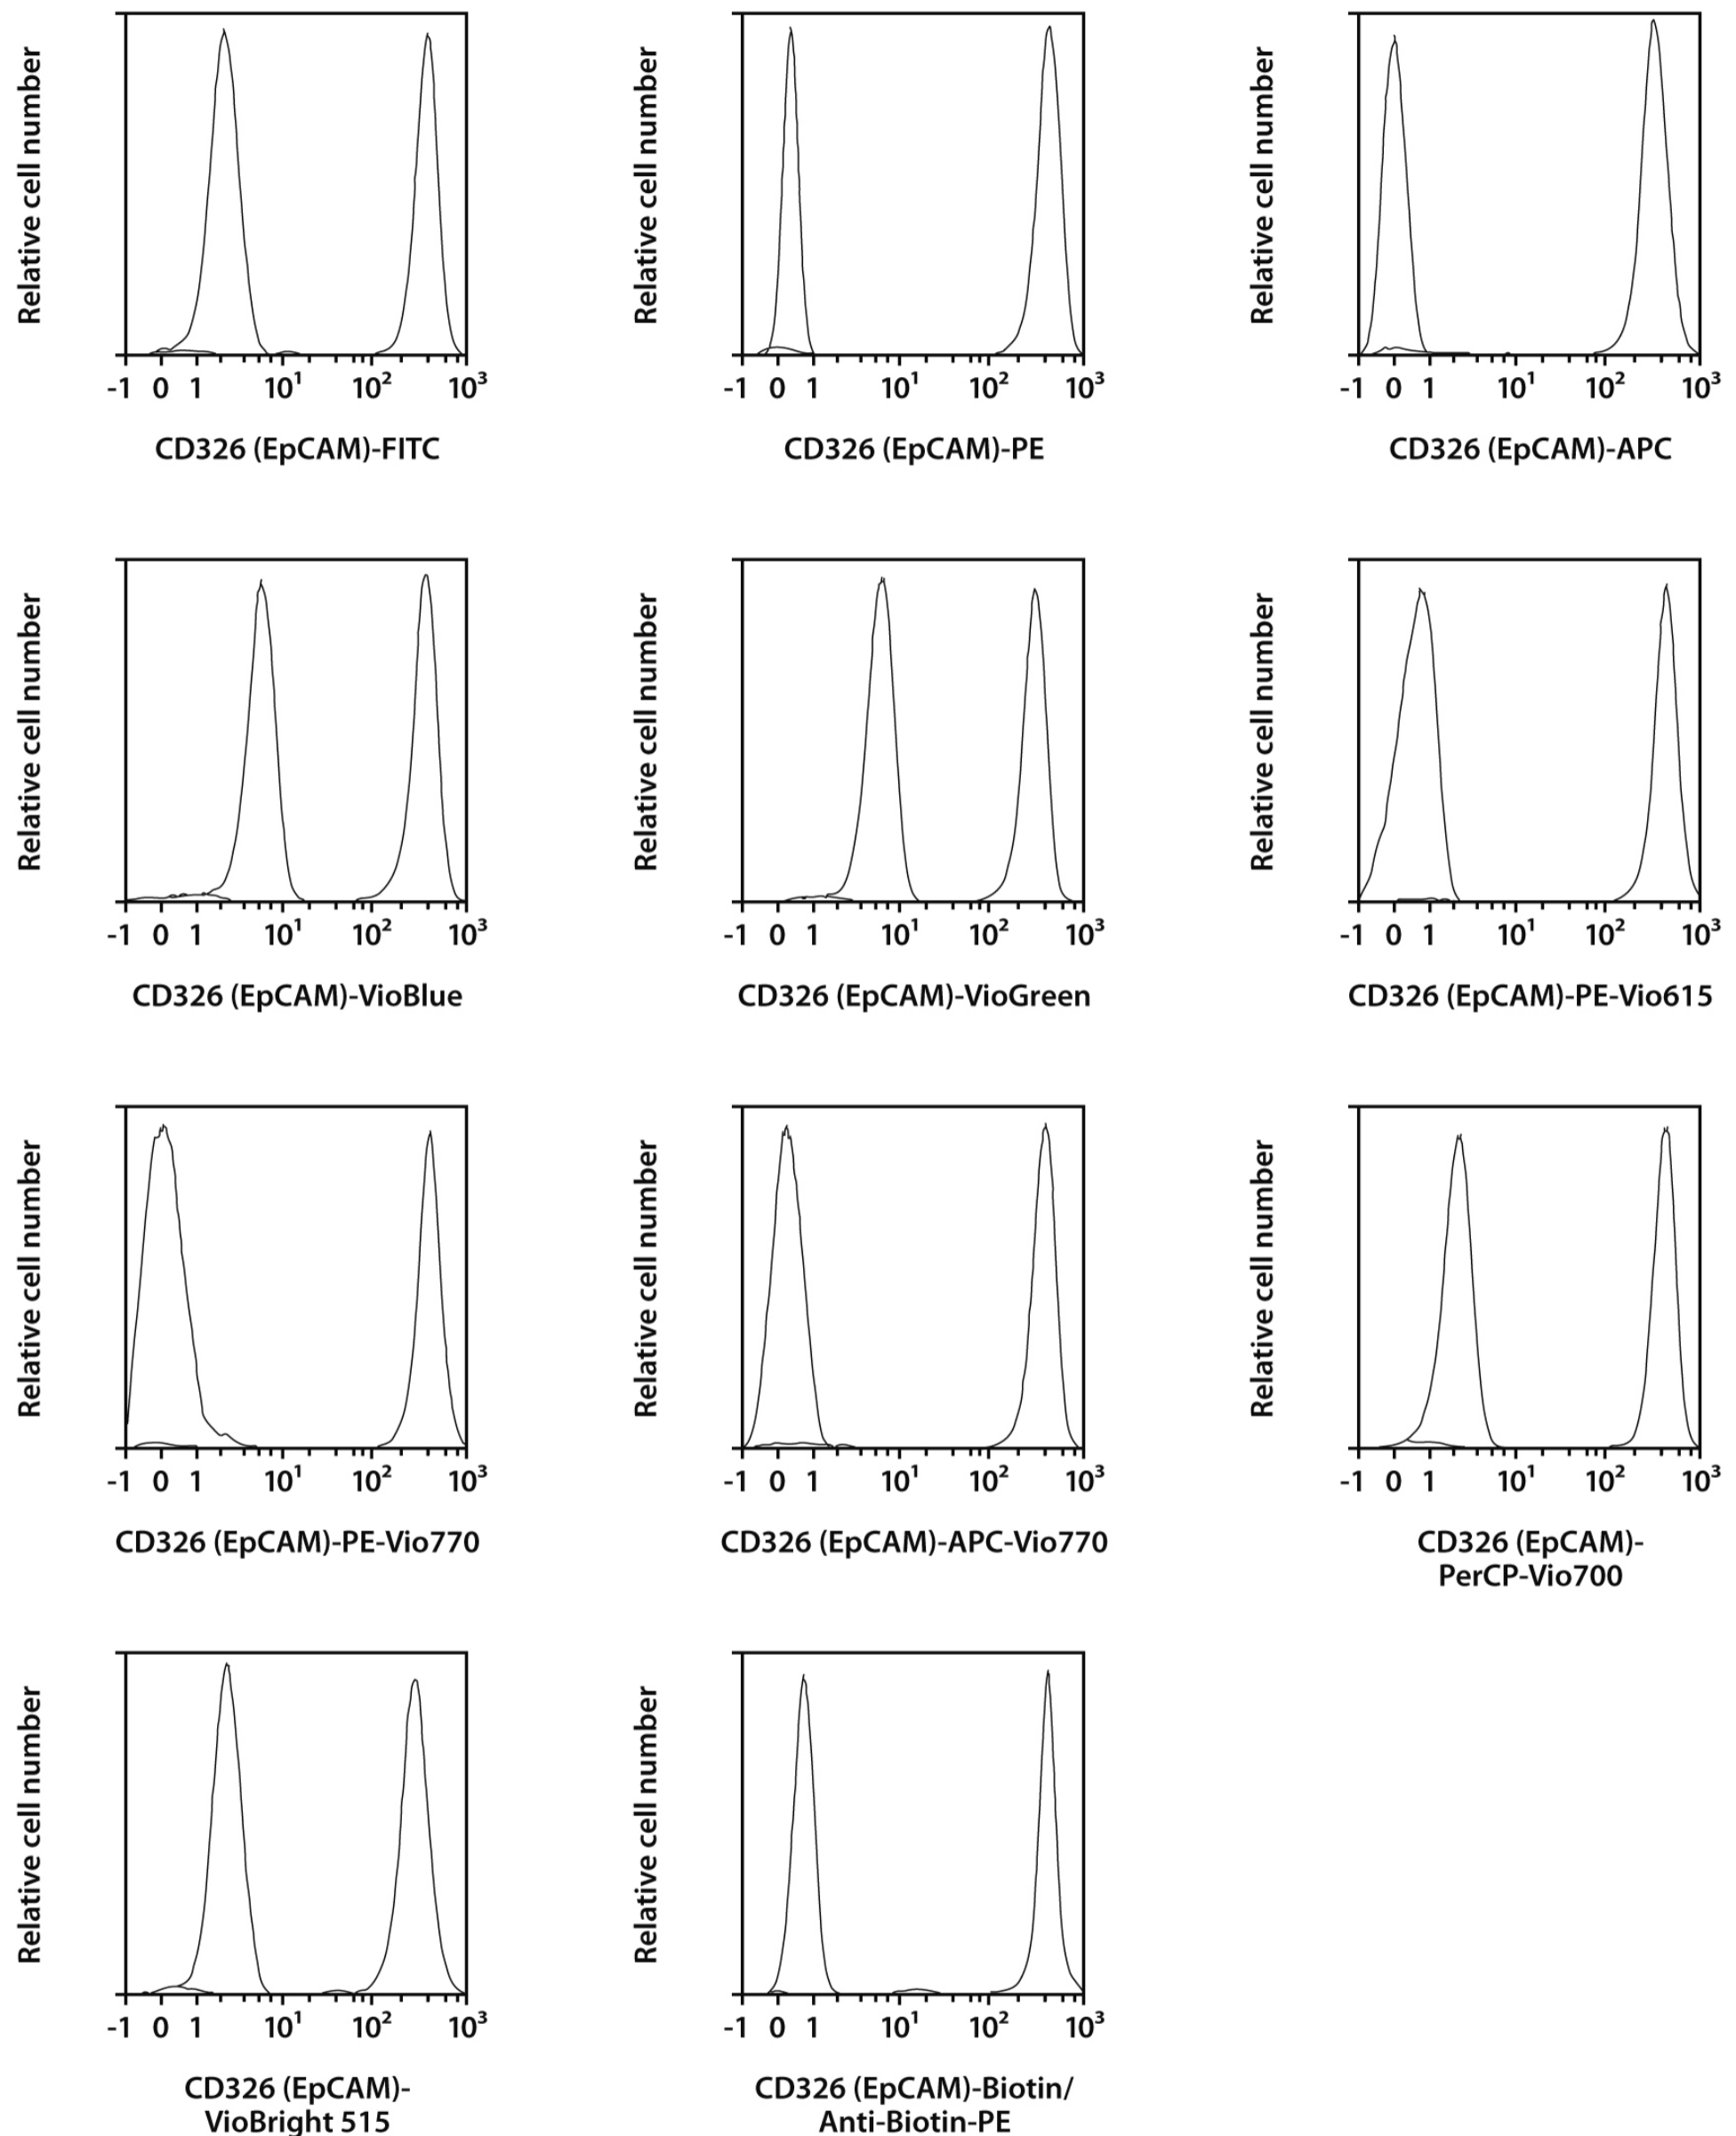 Relative cell number
-1 0 1 10¹ 10² 10³
CD326 (EpCAM)-FITC
Relative cell number
-1 0 1 10¹ 10² 10³
CD326 (EpCAM)-PE
Relative cell number
-1 0 1 10¹ 10² 10³
CD326 (EpCAM)-APC
Relative cell number
-1 0 1 10¹ 10² 10³
CD326 (EpCAM)-VioBlue
Relative cell number
-1 0 1 10¹ 10² 10³
CD326 (EpCAM)-VioGreen
Relative cell number
-1 0 1 10¹ 10² 10³
CD326 (EpCAM)-PE-Vio615
Relative cell number
-1 0 1 10¹ 10² 10³
CD326 (EpCAM)-PE-Vio770
Relative cell number
-1 0 1 10¹ 10² 10³
CD326 (EpCAM)-APC-Vio770
Relative cell number
-1 0 1 10¹ 10² 10³
CD326 (EpCAM)-
PerCP-Vio700
Relative cell number
-1 0 1 10¹ 10² 10³
CD326 (EpCAM)-
VioBright 515
Relative cell number
-1 0 1 10¹ 10² 10³
CD326 (EpCAM)-Biotin/
Anti-Biotin-PE